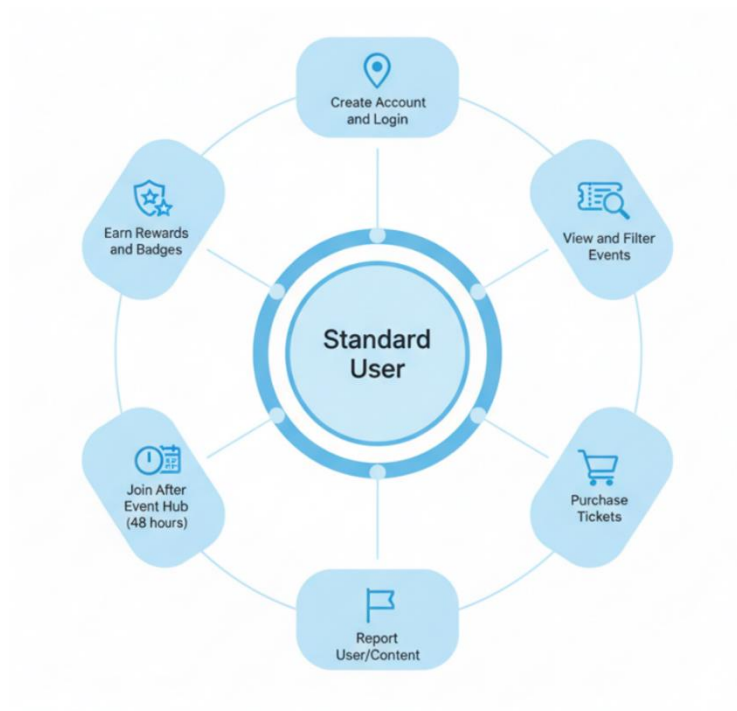 Create Account
and Login
View and Filter
Events
Purchase
Tickets
Report
User/Content
Join After
Event Hub
(48 hours)
Earn Rewards
and Badges
Standard
User